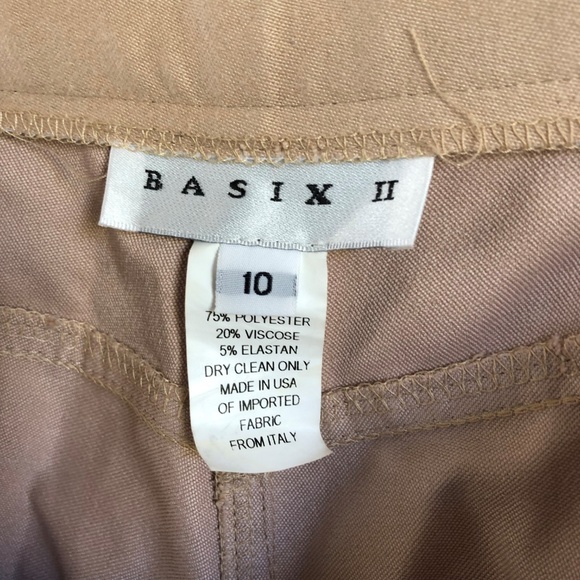 BASIX II
10
75% POLYESTER
20% VISCOSE
5% ELASTAN
DRY CLEAN ONLY
MADE IN USA
OF IMPORTED
FABRIC
FROM ITALY